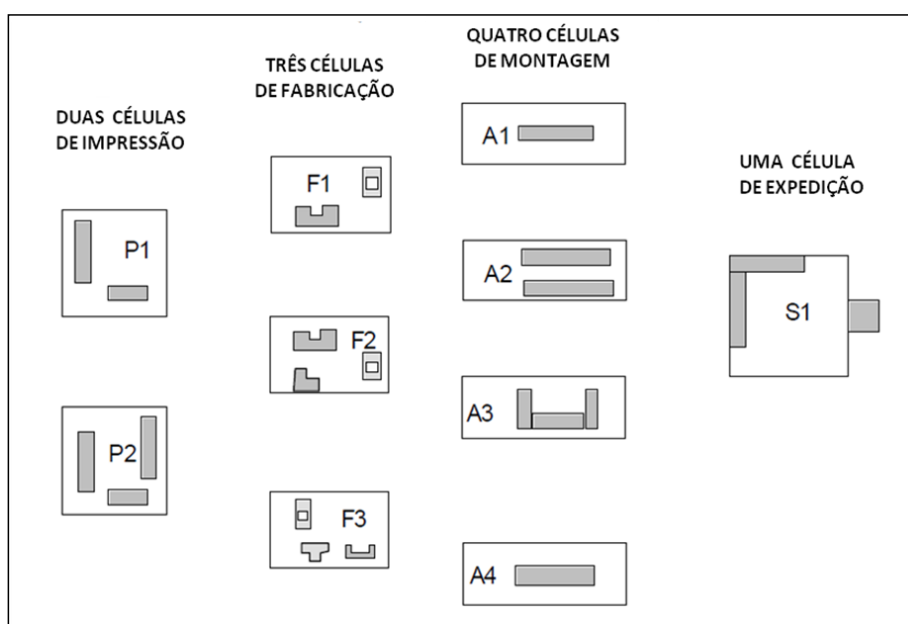 DUAS CÉLULAS
DE IMPRESSÃO
P1
P2
TRÊS CÉLULAS
DE FABRICAÇÃO
F1
F2
F3
QUATRO CÉLULAS
DE MONTAGEM
A1
A2
A3
A4
UMA CÉLULA
DE EXPEDIÇÃO
S1